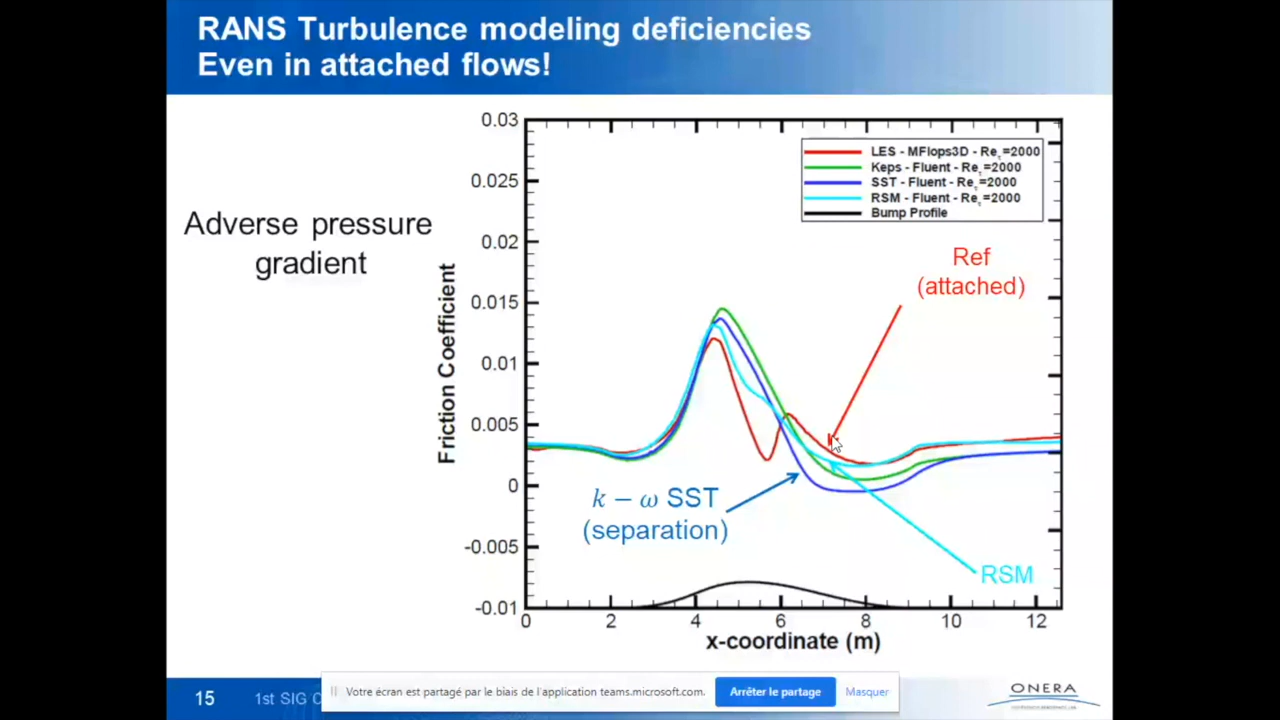 RANS Turbulence modeling deficiencies
Even in attached flows!
Adverse pressure
gradient
0.03
0.025
0.02
0.015
0.01
0.005
0
-0.005
-0.01
Friction Coefficient
LES - MFlops3D - Reτ=2000
Keps - Fluent - Reτ=2000
SST - Fluent - Reτ=2000
RSM - Fluent - Reτ=2000
Bump Profile
Ref
(attached)
k − ω SST
(separation)
RSM
0 2 4 6 8 10 12
x-coordinate (m)
15
1st SIG
Votre écran est partagé par le biais de l'application teams.microsoft.com.
Arrêter le partage
Masquer
ONERA